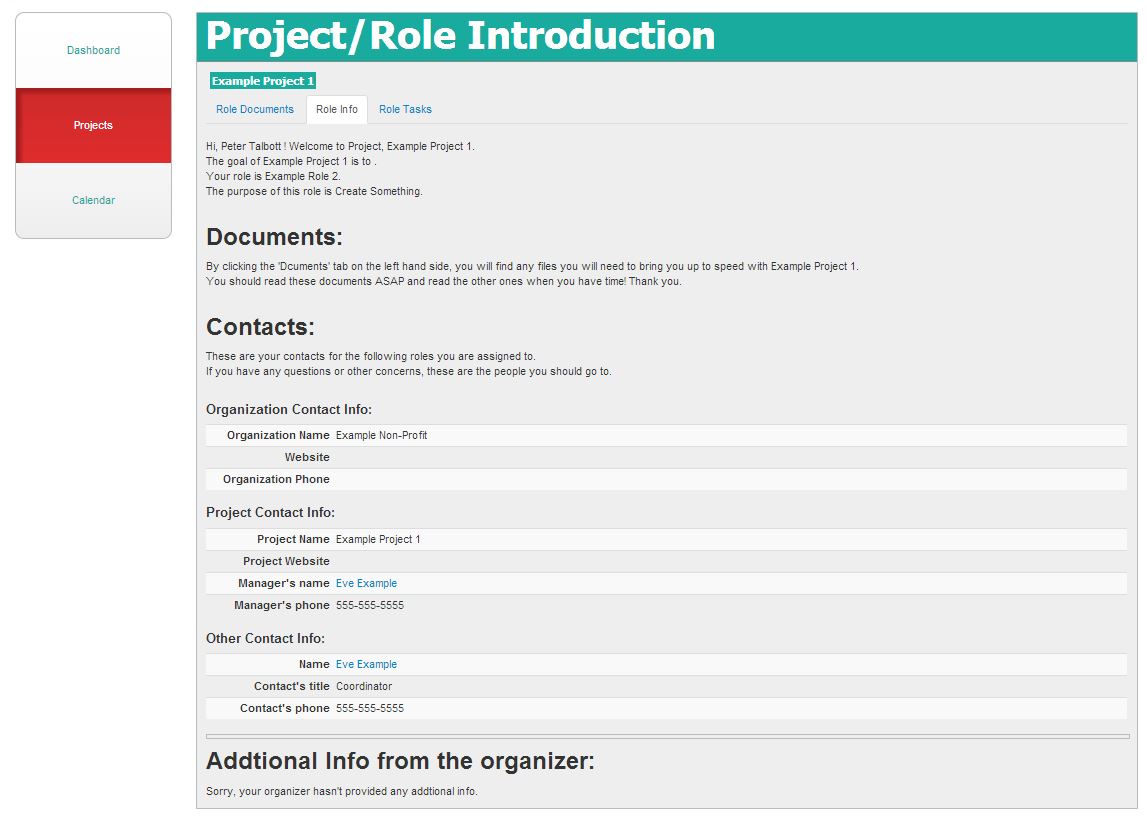 Dashboard
Projects
Calendar
Project/Role Introduction
Example Project 1
Role Documents Role Info Role Tasks
Hi, Peter Talbott ! Welcome to Project, Example Project 1.
The goal of Example Project 1 is to .
Your role is Example Role 2.
The purpose of this role is Create Something.
Documents:
By clicking the 'Dcuments' tab on the left hand side, you will find any files you will need to bring you up to speed with Example Project 1.
You should read these documents ASAP and read the other ones when you have time! Thank you.
Contacts:
These are your contacts for the following roles you are assigned to.
If you have any questions or other concerns, these are the people you should go to.
Organization Contact Info:
Organization Name Example Non-Profit
Website
Organization Phone
Project Contact Info:
Project Name Example Project 1
Project Website
Manager's name Eve Example
Manager's phone 555-555-5555
Other Contact Info:
Name Eve Example
Contact's title Coordinator
Contact's phone 555-555-5555
Addtional Info from the organizer:
Sorry, your organizer hasn't provided any addtional info.